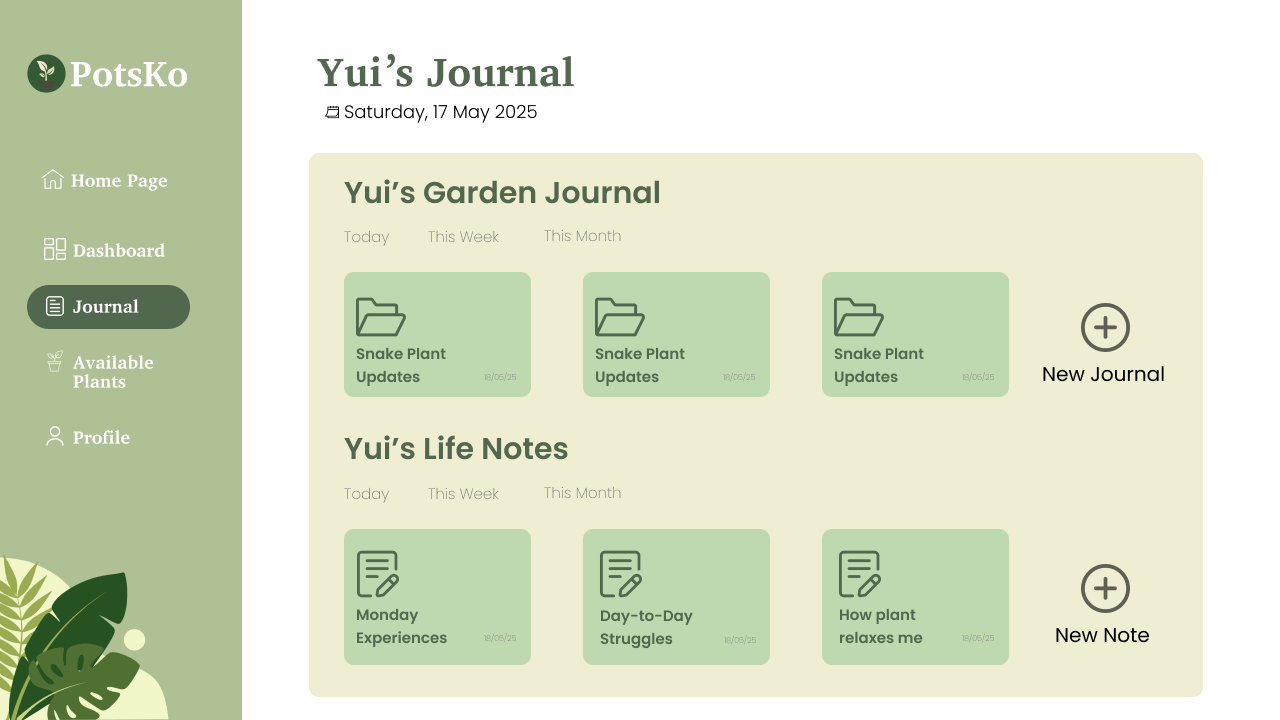 PotsKo
Home Page
Dashboard
Journal
Available
Plants
Profile
Yui’s Journal
Saturday, 17 May 2025
Yui’s Garden Journal
Today This Week This Month
Snake Plant
Updates 18/05/25
Snake Plant
Updates 18/05/25
Snake Plant
Updates 18/05/25
New Journal
Yui’s Life Notes
Today This Week This Month
Monday
Experiences 18/05/25
Day-to-Day
Struggles 18/05/25
How plant
relaxes me 18/05/25
New Note